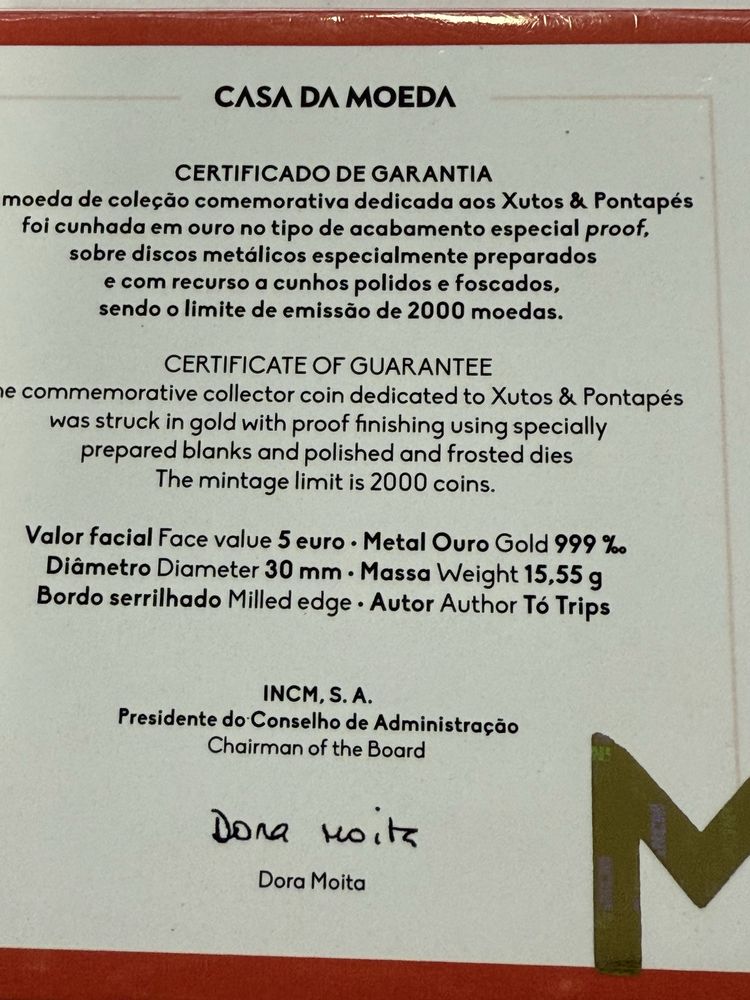 CASA DA MOEDA
CERTIFICADO DE GARANTIA
moeda de coleção comemorativa dedicada aos Xutos & Pontapés
foi cunhada em ouro no tipo de acabamento especial proof,
sobre discos metálicos especialmente preparados
e com recurso a cunhos polidos e foscados,
sendo o limite de emissão de 2000 moedas.
CERTIFICATE OF GUARANTEE
he commemorative collector coin dedicated to Xutos & Pontapés
was struck in gold with proof finishing using specially
prepared blanks and polished and frosted dies
The mintage limit is 2000 coins.
Valor facial Face value 5 euro · Metal Ouro Gold 999 ‰
Diâmetro Diameter 30 mm · Massa Weight 15,55 g
Bordo serrilhado Milled edge · Autor Author Tó Trips
INCM, S. A.
Presidente do Conselho de Administração
Chairman of the Board
Dora Moita
Dora Moita
M